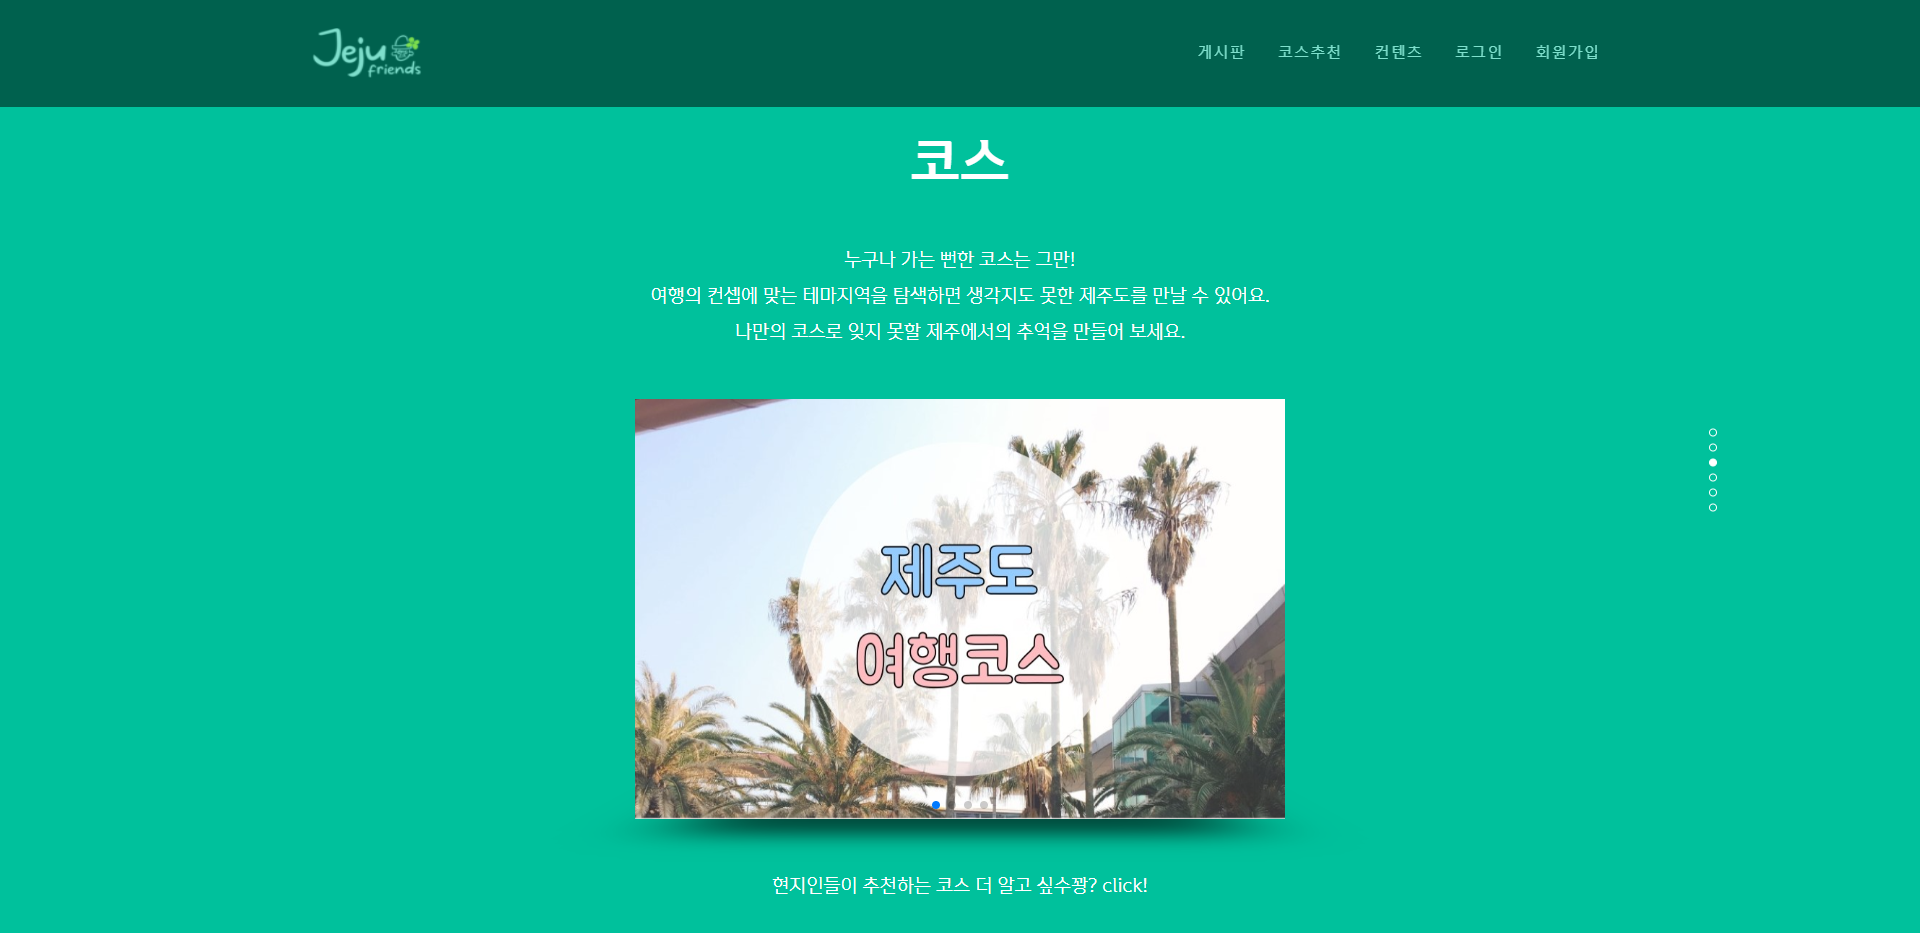 Jeju
friends
게시판 코스추천 컨텐츠 로그인 회원가입
코스
누구나 가는 뻔한 코스는 그만!
여행의 컨셉에 맞는 테마지역을 탐색하면 생각지도 못한 제주도를 만날 수 있어요.
나만의 코스로 잊지 못할 제주에서의 추억을 만들어 보세요.
제주도
여행코스
현지인들이 추천하는 코스 더 알고 싶수꽝? click!